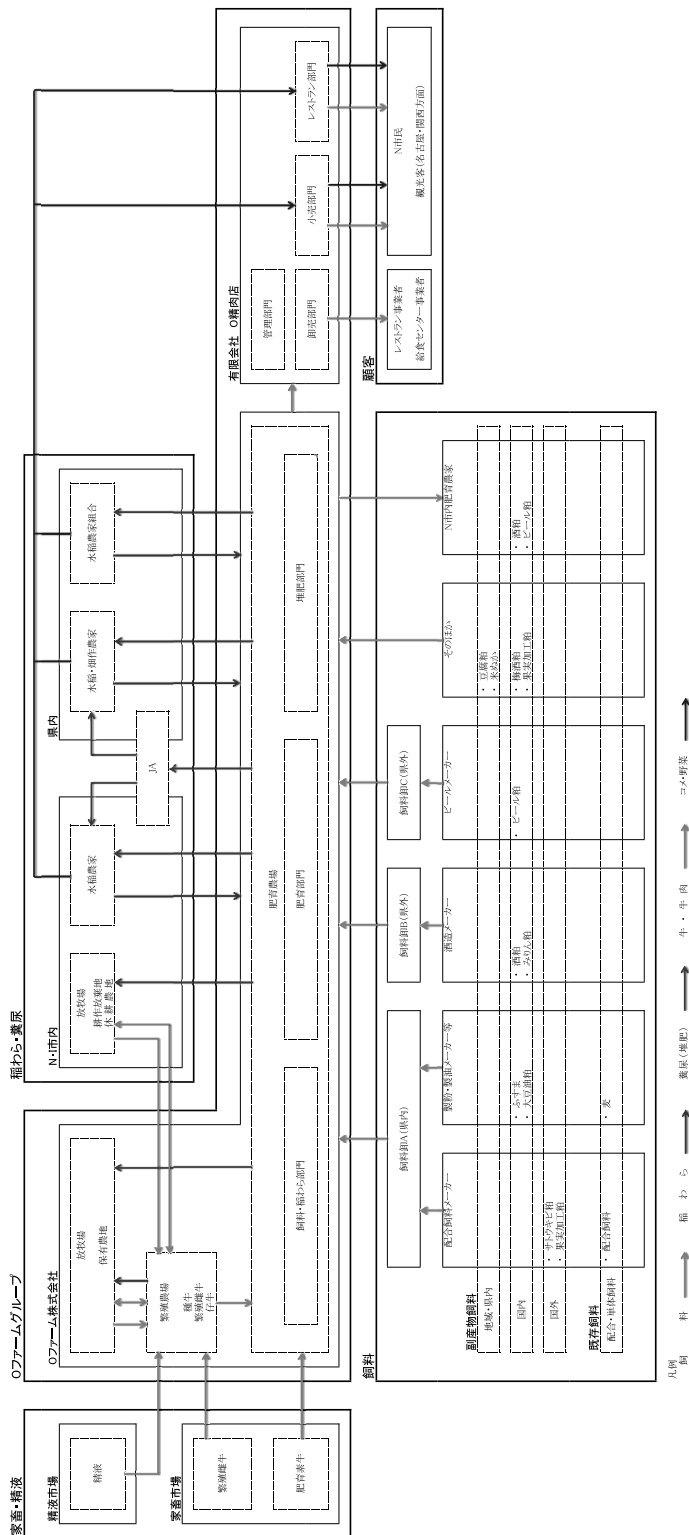 家畜・精液
精液市場
精液
家畜市場
繁殖雌牛
肥育素牛
Oファームグループ
Oファーム株式会社
放牧場
保有農地
繁殖農場
種牛
繁殖雌牛
仔牛
肥育農場
飼料・稲わら部門
肥育部門
堆肥部門
稲わら・糞尿
N・I市内
放牧場
耕作放棄地
休耕農地
水稲農家
JA
県内
水稲・畑作農家
水稲農家組合
有限会社 O精肉店
管理部門
卸売部門
小売部門
レストラン部門
顧客
レストラン事業者
給食センター事業者
N市民
観光客(名古屋・関西方面)
飼料
飼料卸A(県内)
飼料卸B(県外)
飼料卸C(県外)
配合飼料メーカー
製粉・製油メーカー等
酒造メーカー
ビールメーカー
そのほか
N市内肥育農家
副産物飼料
地域・県内
・豆腐粕
・米ぬか
国内
・ふすま
・大豆油粕
・酒粕
・みりん粕
・ビール粕
・梅酒粕
・果実加工粕
・酒粕
・ビール粕
国外
・サトウキビ粕
・果実加工粕
既存飼料
配合・単体飼料
・配合飼料
・麦
凡例
飼 料
稲 わ ら
糞尿(堆肥)
牛・牛肉
コメ・野菜